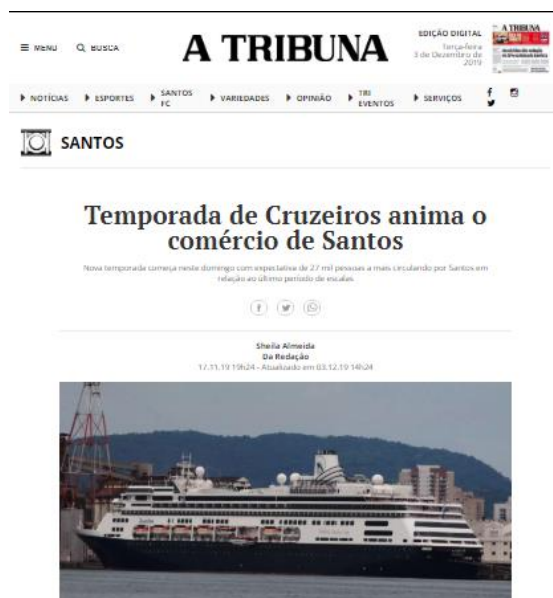 MENU
BUSCA
A TRIBUNA
EDIÇÃO DIGITAL
Terça-feira
3 de Dezembro de
2019
A TRIBUNA
NOTÍCIAS
ESPORTES
SANTOS
FC
VARIEDADES
OPINIÃO
TRI
EVENTOS
SERVIÇOS
SANTOS
Temporada de Cruzeiros anima o
comércio de Santos
Nova temporada começa neste domingo com expectativa de 27 mil pessoas a mais circulando por Santos em
relação ao último período de escalas
Sheila Almeida
Da Redação
17.11.19 19h24 - Atualizado em 03.12.19 14h24